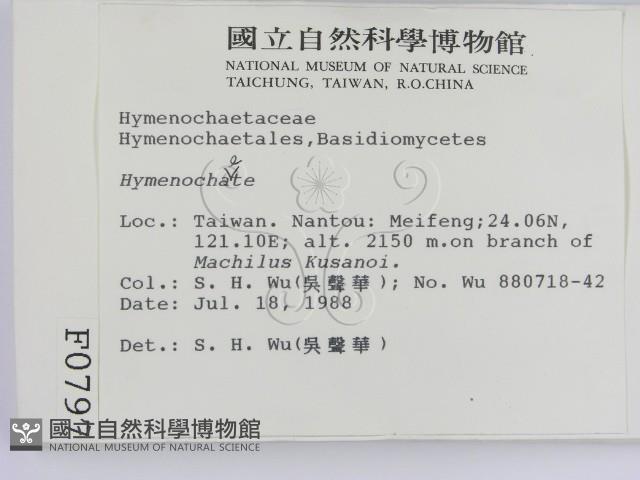 國立自然科學博物館
NATIONAL MUSEUM OF NATURAL SCIENCE
TAICHUNG, TAIWAN, R.O.CHINA
Hymenochaetaceae
Hymenochaetales,Basidiomycetes
e
Hymenochate
Loc.: Taiwan. Nantou: Meifeng;24.06N,
121.10E; alt. 2150 m.on branch of
Machilus Kusanoi.
Col.: S. H. Wu(吳聲華); No. Wu 880718-42
Date: Jul. 18, 1988
Det.: S. H. Wu(吳聲華)
國立自然科學博物館
NATIONAL MUSEUM OF NATURAL SCIENCE